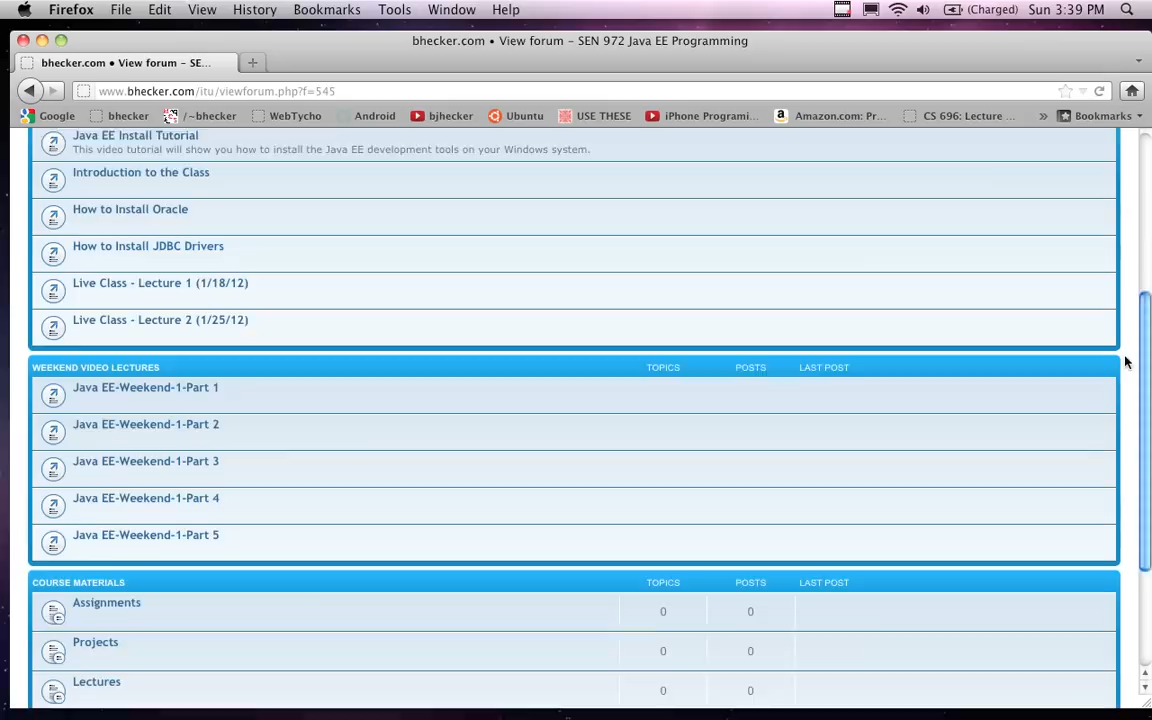 Firefox File Edit View History Bookmarks Tools Window Help (Charged) Sun 3:39 PM
bhecker.com • View forum – SEN 972 Java EE Programming
bhecker.com • View forum – SE...
www.bhecker.com/itu/viewforum.php?f=545
Google bhecker /~bhecker WebTycho Android bjhecker Ubuntu USE THESE iPhone Programi... Amazon.com: Pr... CS 696: Lecture ... » Bookmarks
Java EE Install Tutorial
This video tutorial will show you how to install the Java EE development tools on your Windows system.
Introduction to the Class
How to Install Oracle
How to Install JDBC Drivers
Live Class - Lecture 1 (1/18/12)
Live Class - Lecture 2 (1/25/12)
WEEKEND VIDEO LECTURES TOPICS POSTS LAST POST
Java EE-Weekend-1-Part 1
Java EE-Weekend-1-Part 2
Java EE-Weekend-1-Part 3
Java EE-Weekend-1-Part 4
Java EE-Weekend-1-Part 5
COURSE MATERIALS TOPICS POSTS LAST POST
Assignments 0 0
Projects 0 0
Lectures 0 0